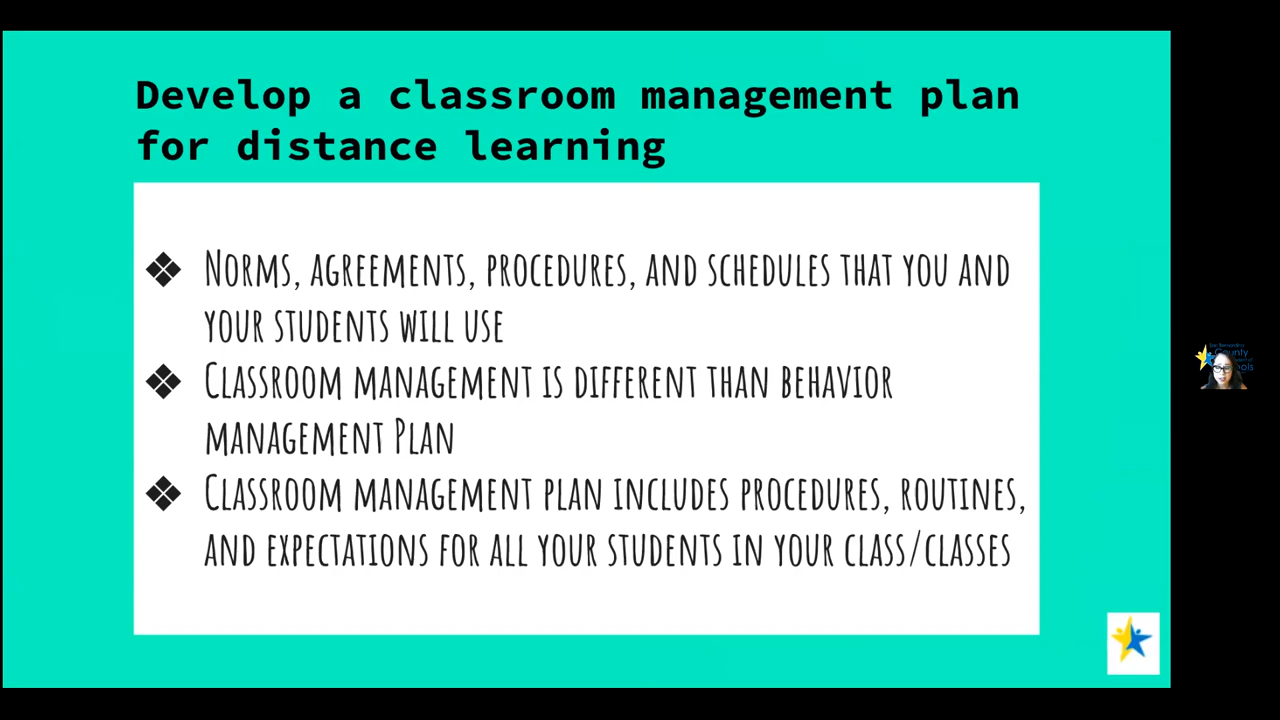 Develop a classroom management plan
for distance learning
❖ Norms, agreements, procedures, and schedules that you and
your students will use
❖ Classroom management is different than behavior
management Plan
❖ Classroom management plan includes procedures, routines,
and expectations for all your students in your class/classes
County